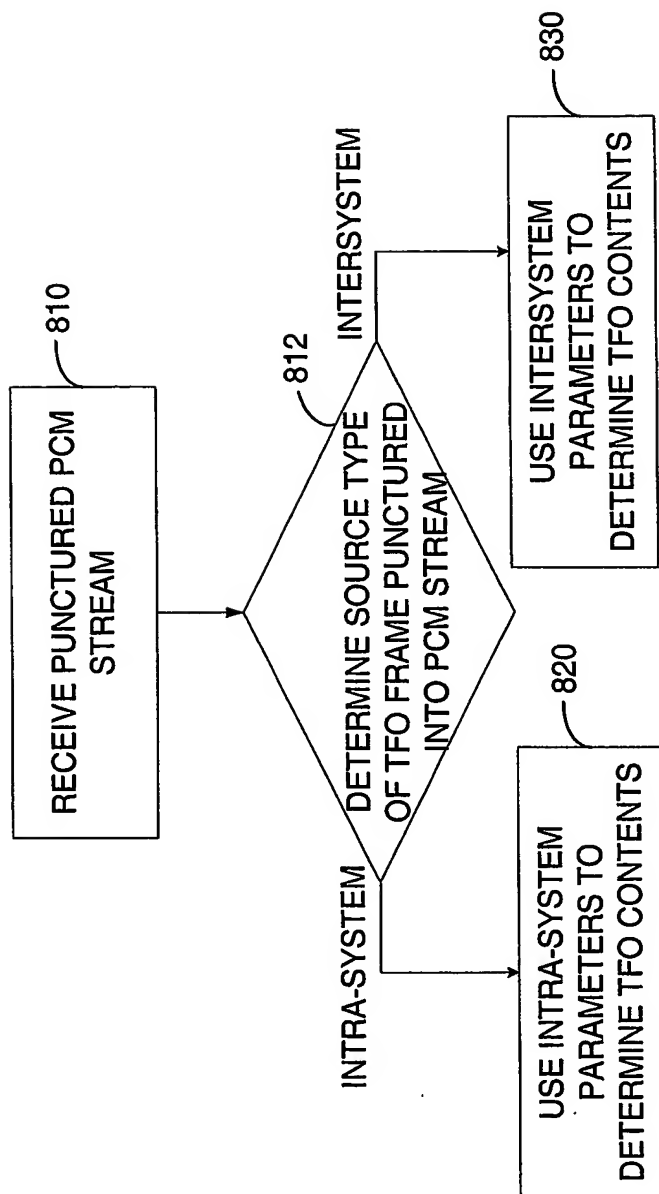 810
RECEIVE PUNCTURED PCM
STREAM
812
DETERMINE SOURCE TYPE
OF TFO FRAME PUNCTURED
INTO PCM STREAM
INTRA-SYSTEM
INTERSYSTEM
820
USE INTRA-SYSTEM
PARAMETERS TO
DETERMINE TFO CONTENTS
830
USE INTERSYSTEM
PARAMETERS TO
DETERMINE TFO CONTENTS